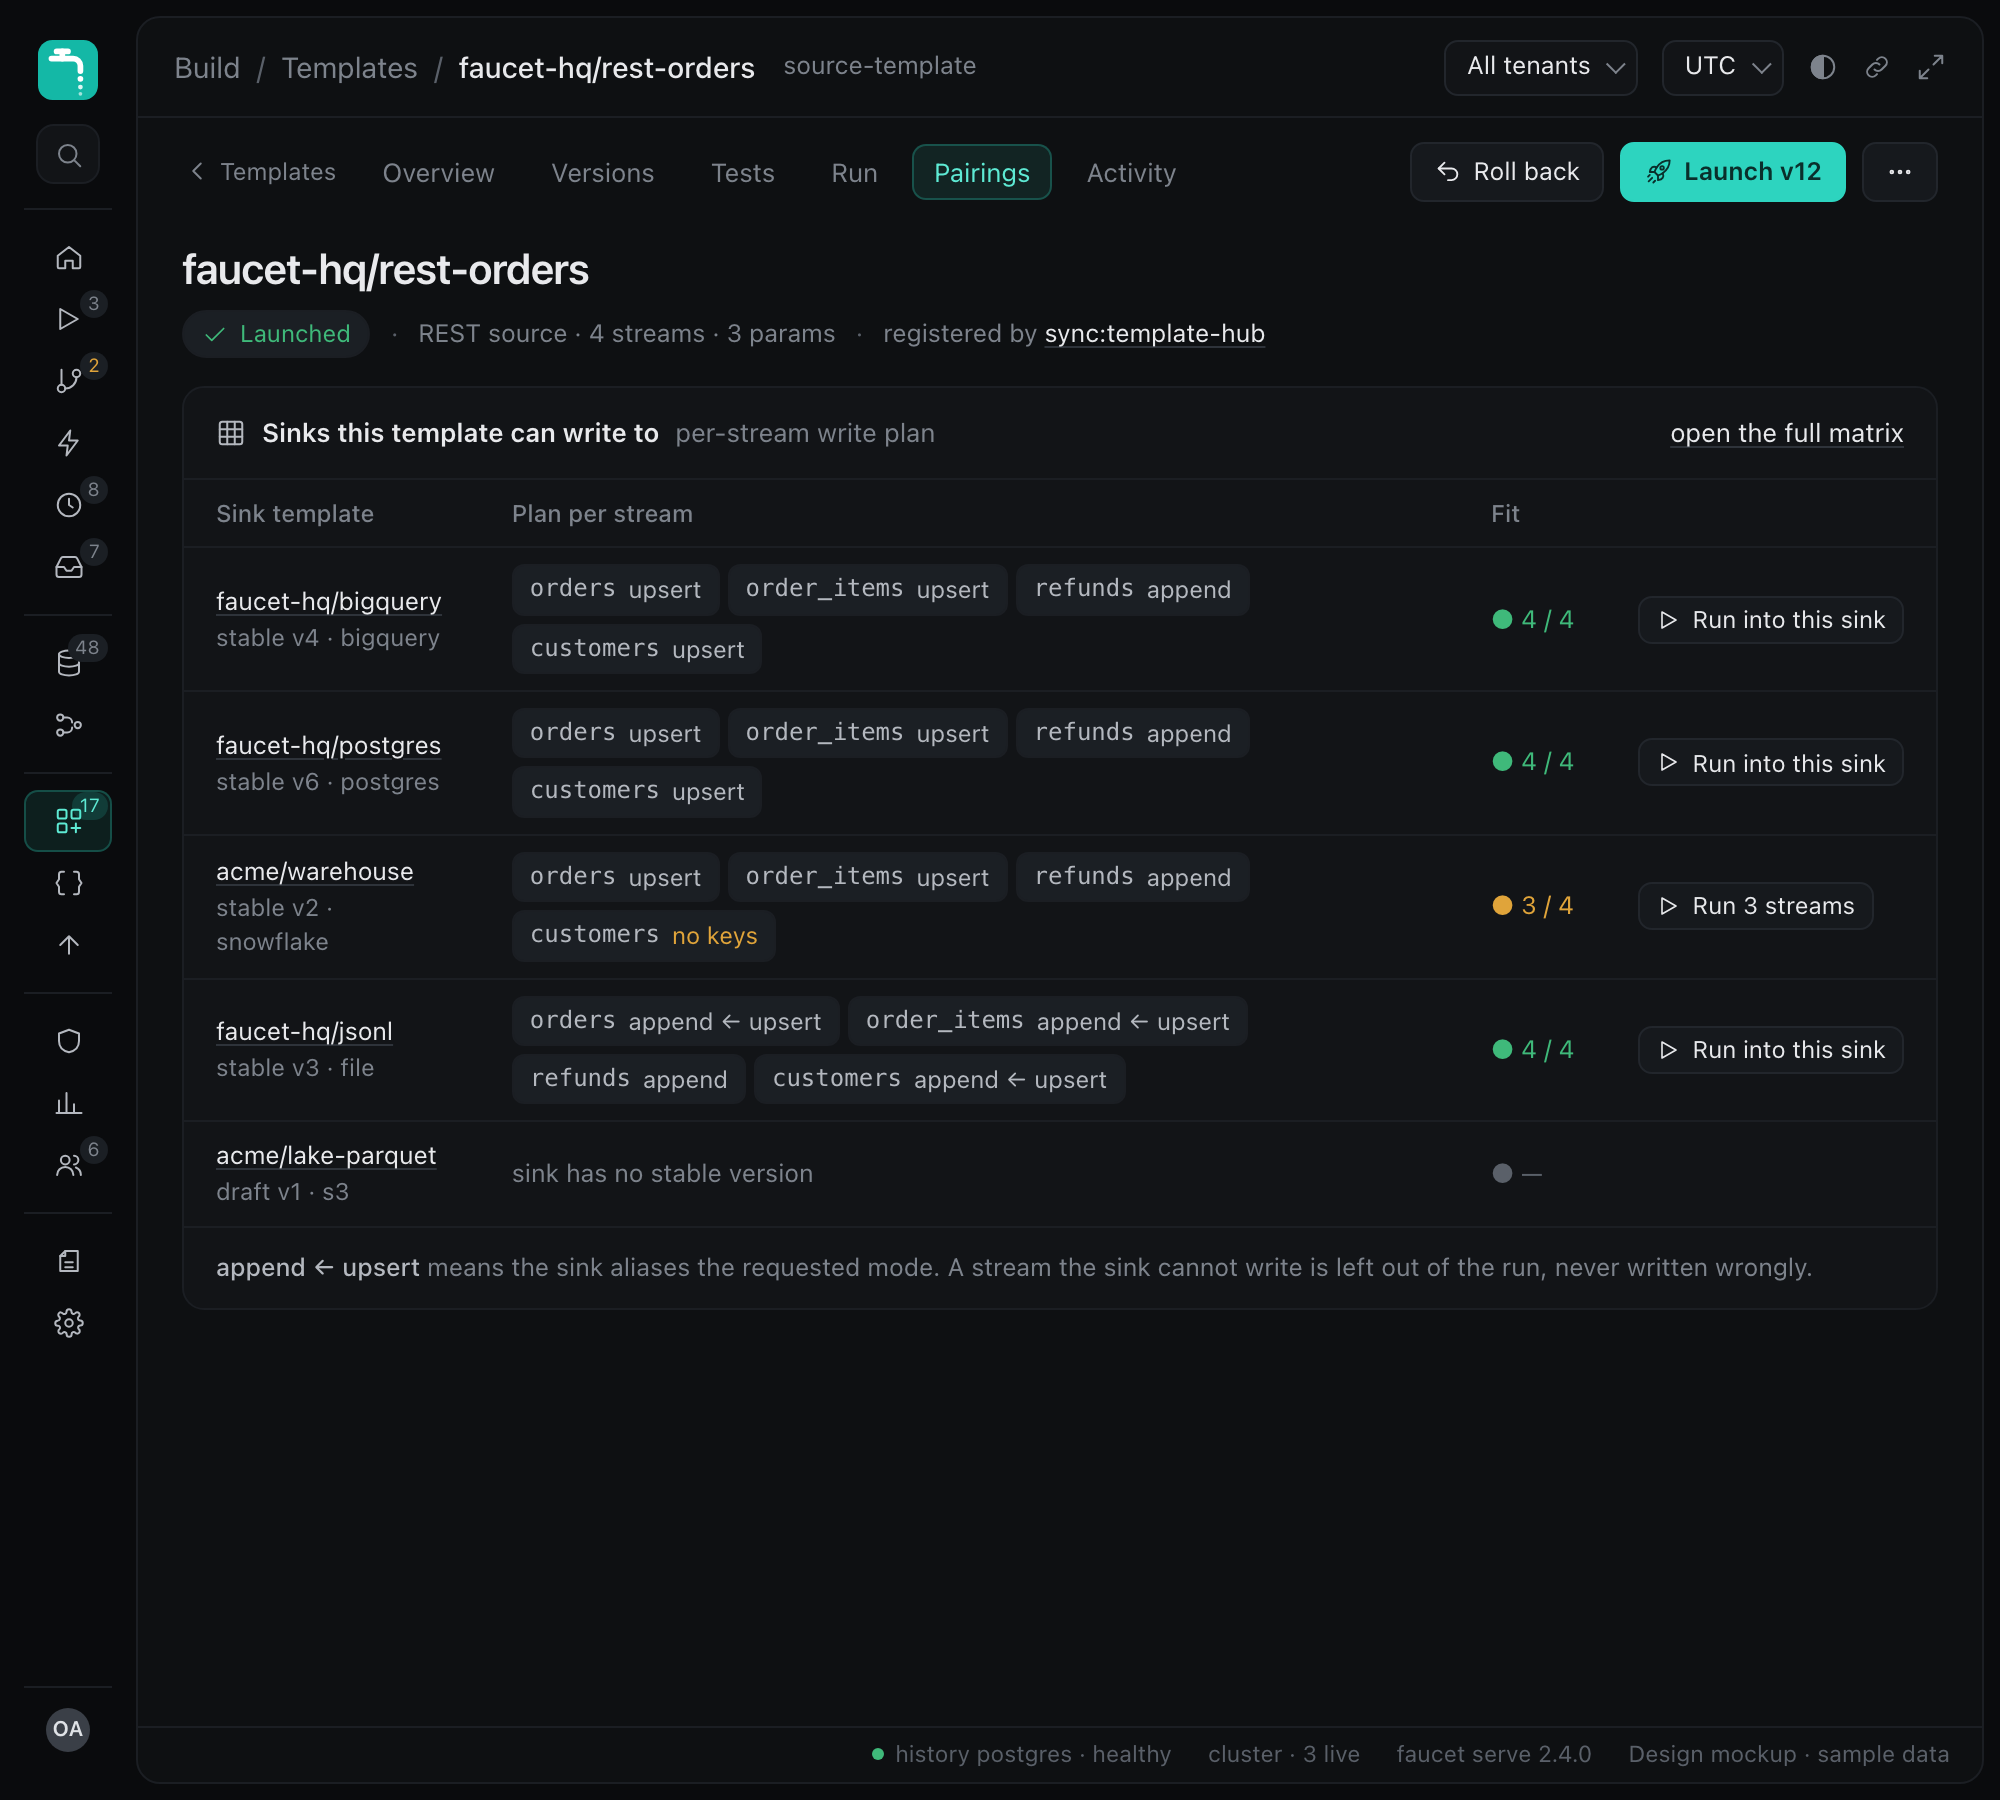 Build / Templates / faucet-hq/rest-orders source-template
All tenants
UTC
Templates
Overview
Versions
Tests
Run
Pairings
Activity
Roll back
Launch v12
faucet-hq/rest-orders
Launched · REST source · 4 streams · 3 params · registered by sync:template-hub
3
2
8
7
48
17
6
OA
Sinks this template can write to per-stream write plan
open the full matrix
Sink template Plan per stream Fit
faucet-hq/bigquery
stable v4 · bigquery
orders upsert order_items upsert refunds append
customers upsert
4 / 4
Run into this sink
faucet-hq/postgres
stable v6 · postgres
orders upsert order_items upsert refunds append
customers upsert
4 / 4
Run into this sink
acme/warehouse
stable v2 ·
snowflake
orders upsert order_items upsert refunds append
customers no keys
3 / 4
Run 3 streams
faucet-hq/jsonl
stable v3 · file
orders append ← upsert order_items append ← upsert
refunds append customers append ← upsert
4 / 4
Run into this sink
acme/lake-parquet
draft v1 · s3
sink has no stable version
—
append ← upsert means the sink aliases the requested mode. A stream the sink cannot write is left out of the run, never written wrongly.
history postgres · healthy cluster · 3 live faucet serve 2.4.0 Design mockup · sample data